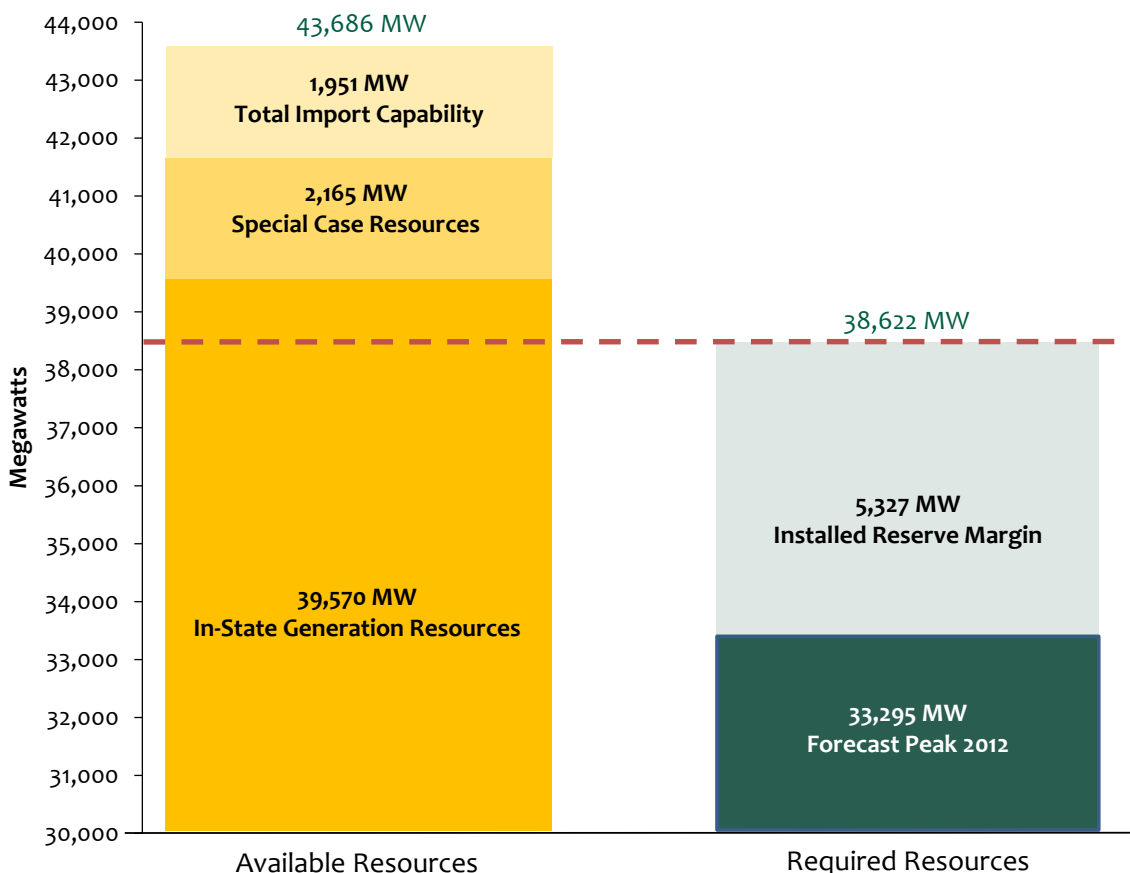 44,000
43,000
42,000
41,000
40,000
39,000
38,000
37,000
36,000
35,000
34,000
33,000
32,000
31,000
30,000
Megawatts
43,686 MW
1,951 MW
Total Import Capability
2,165 MW
Special Case Resources
39,570 MW
In-State Generation Resources
38,622 MW
5,327 MW
Installed Reserve Margin
33,295 MW
Forecast Peak 2012
Available Resources
Required Resources